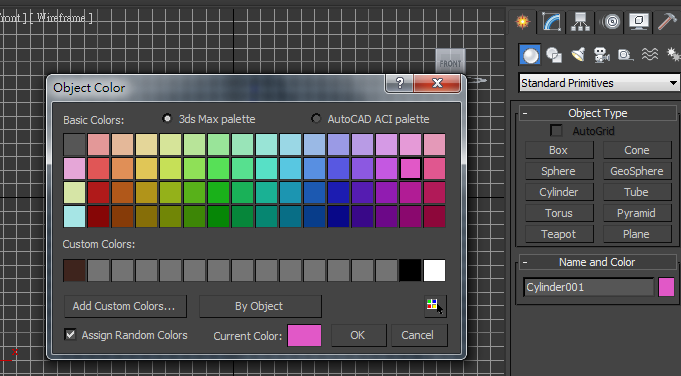 Front ] [ Wireframe ]
FRONT
Object Color
Basic Colors:
3ds Max palette
AutoCAD ACI palette
Custom Colors:
Add Custom Colors...
By Object
Assign Random Colors
Current Color:
OK
Cancel
Standard Primitives
- Object Type
AutoGrid
Box
Cone
Sphere
GeoSphere
Cylinder
Tube
Torus
Pyramid
Teapot
Plane
- Name and Color
Cylinder001